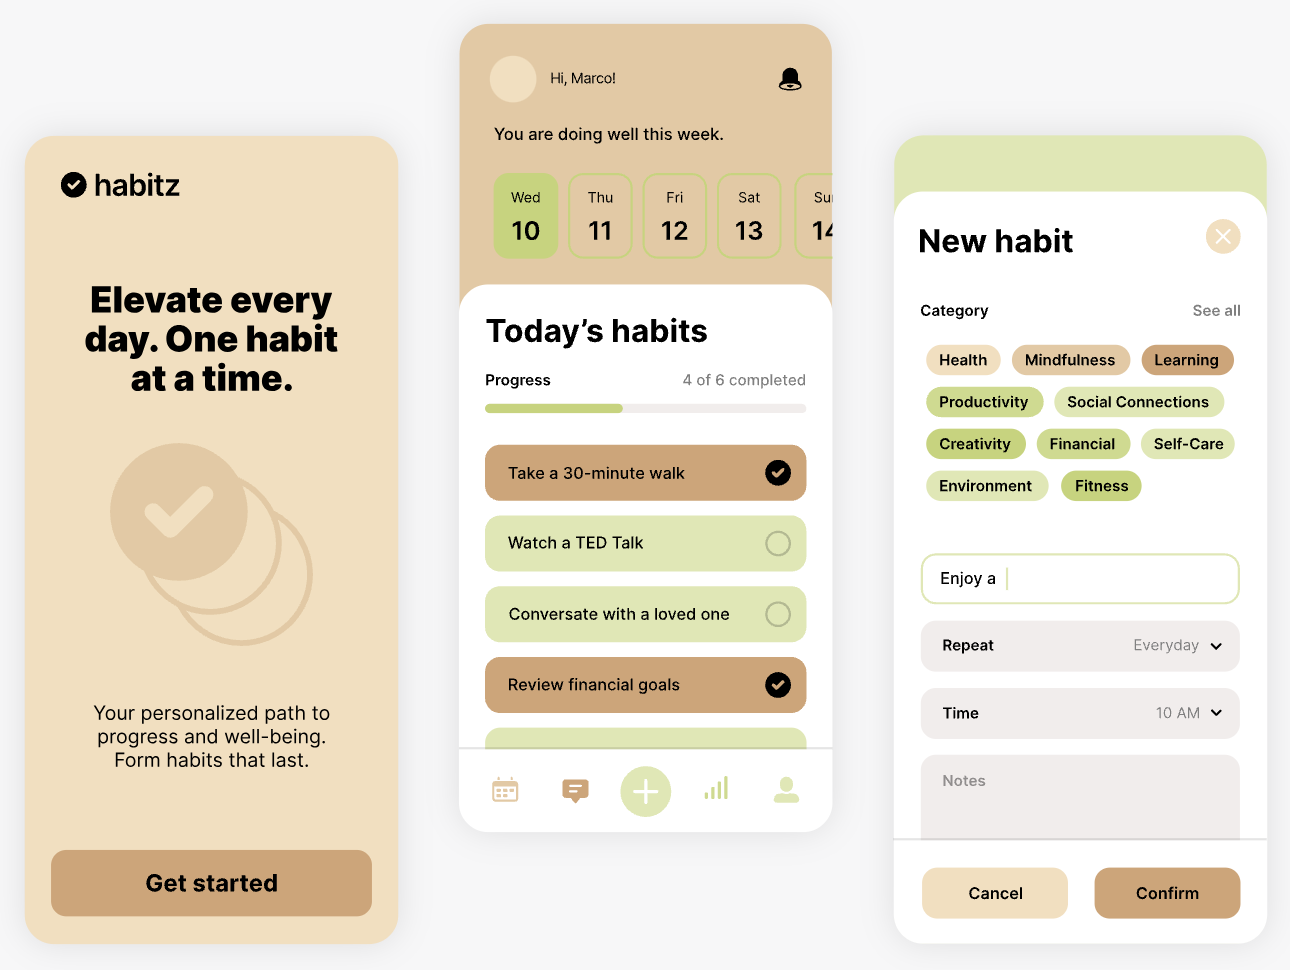 habitz
Elevate every
day. One habit
at a time.
Your personalized path to
progress and well-being.
Form habits that last.
Get started
Hi, Marco!
You are doing well this week.
Wed Thu Fri Sat Sun
10 11 12 13 14
Today’s habits
Progress 4 of 6 completed
Take a 30-minute walk
Watch a TED Talk
Conversate with a loved one
Review financial goals
New habit
Category See all
Health Mindfulness Learning
Productivity Social Connections
Creativity Financial Self-Care
Environment Fitness
Enjoy a
Repeat Everyday
Time 10 AM
Notes
Cancel Confirm